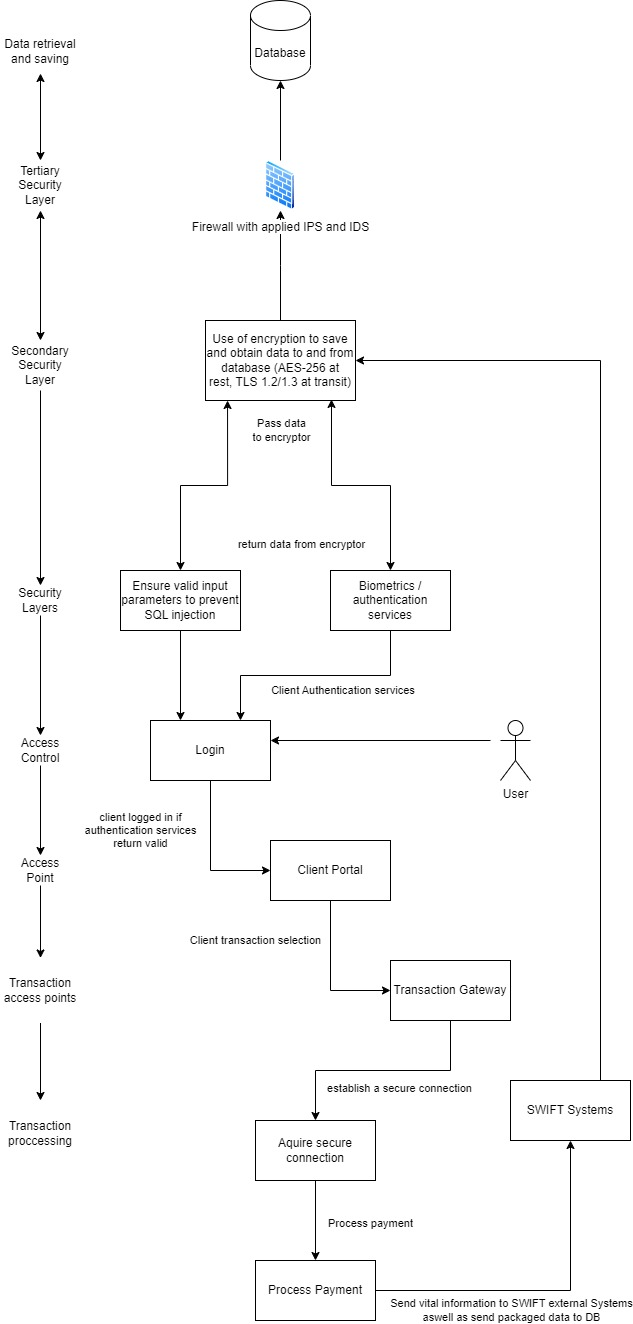 Database
Data retrieval
and saving
Tertiary
Security
Layer
Firewall with applied IPS and IDS
Secondary
Security
Layer
Use of encryption to save
and obtain data to and from
database (AES-256 at
rest, TLS 1.2/1.3 at transit)
Pass data
to encryptor
return data from encryptor
Security
Layers
Ensure valid input
parameters to prevent
SQL injection
Biometrics /
authentication
services
Client Authentication services
Access
Control
Login
User
client logged in if
authentication services
return valid
Access
Point
Client Portal
Client transaction selection
Transaction
access points
Transaction Gateway
establish a secure connection
Transaction
proccessing
Aquire secure
connection
SWIFT Systems
Process payment
Process Payment
Send vital information to SWIFT external Systems
aswell as send packaged data to DB